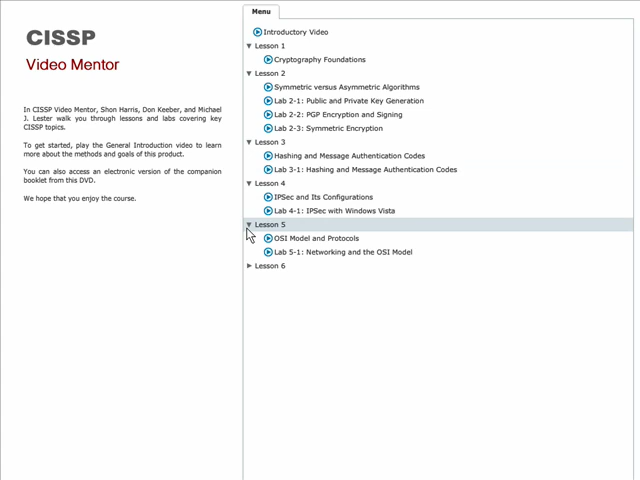 CISSP
Video Mentor
In CISSP Video Mentor, Shon Harris, Don Keeber, and Michael
J. Lester walk you through lessons and labs covering key
CISSP topics.
To get started, play the General Introduction video to learn
more about the methods and goals of this product.
You can also access an electronic version of the companion
booklet from this DVD.
We hope that you enjoy the course.
Menu
Introductory Video
Lesson 1
Cryptography Foundations
Lesson 2
Symmetric versus Asymmetric Algorithms
Lab 2-1: Public and Private Key Generation
Lab 2-2: PGP Encryption and Signing
Lab 2-3: Symmetric Encryption
Lesson 3
Hashing and Message Authentication Codes
Lab 3-1: Hashing and Message Authentication Codes
Lesson 4
IPSec and Its Configurations
Lab 4-1: IPSec with Windows Vista
Lesson 5
OSI Model and Protocols
Lab 5-1: Networking and the OSI Model
Lesson 6